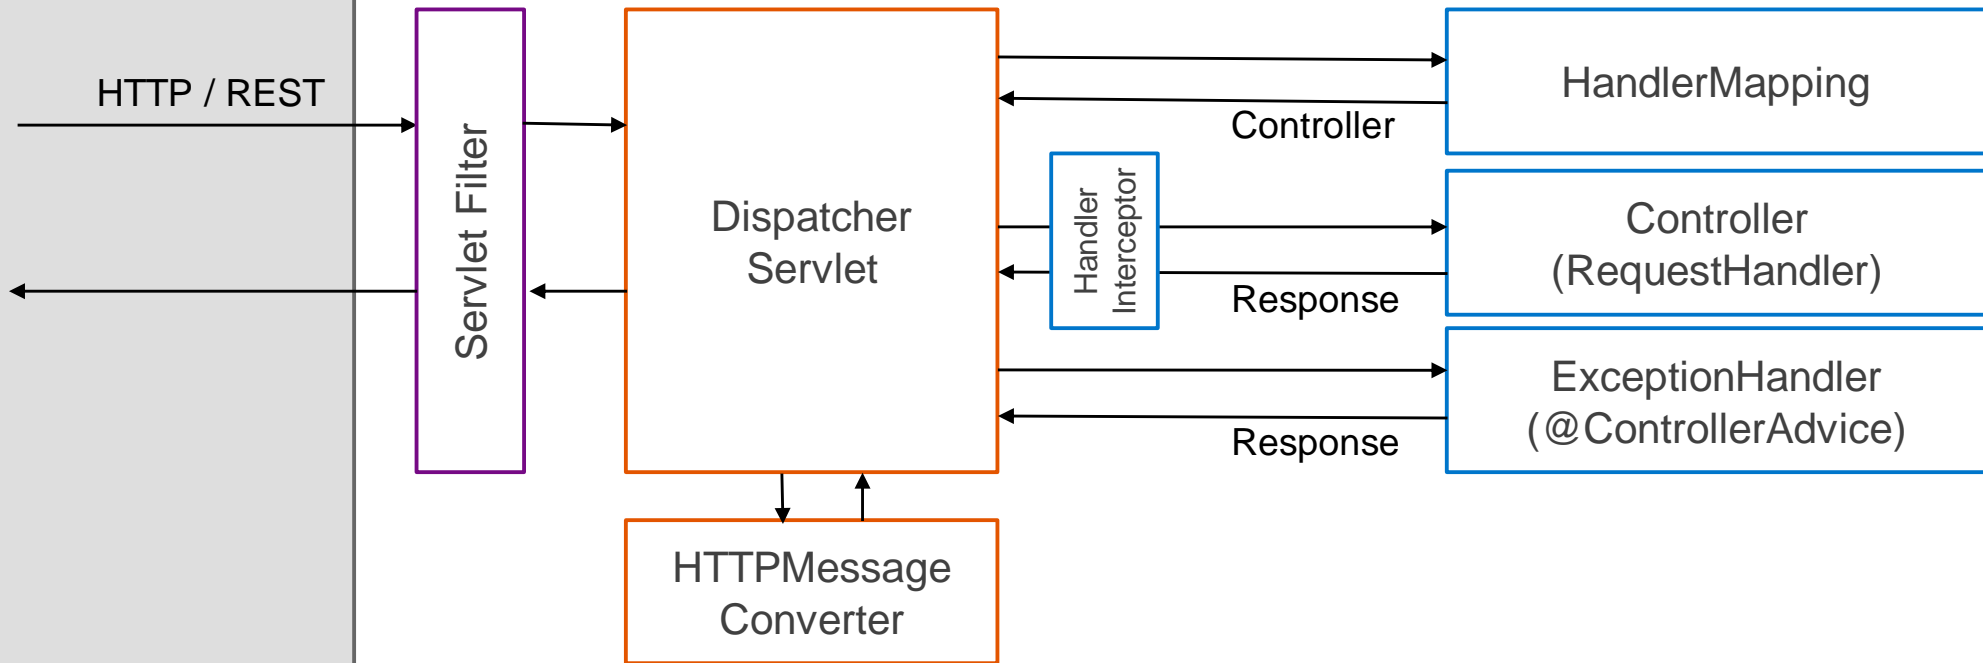 HTTP / REST
Servlet Filter
Dispatcher
Servlet
HandlerMapping
Controller
Handler
Interceptor
Controller
(RequestHandler)
Response
ExceptionHandler
(@ControllerAdvice)
Response
HTTPMessage
Converter